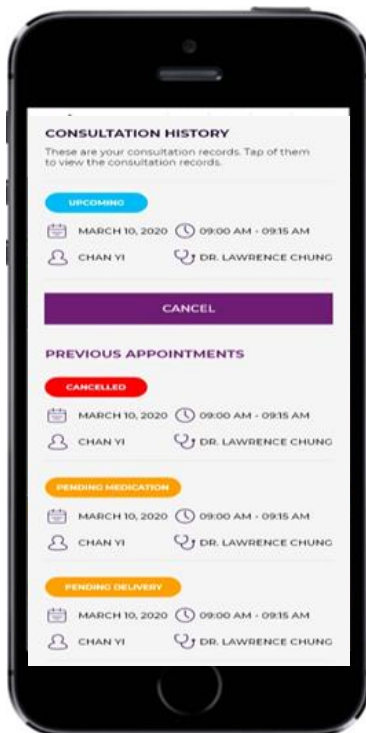 CONSULTATION HISTORY
These are your consultation records. Tap of them
to view the consultation records.
UPCOMING
MARCH 10, 2020 09:00 AM - 09:15 AM
CHAN YI DR. LAWRENCE CHUNG
CANCEL
PREVIOUS APPOINTMENTS
CANCELLED
MARCH 10, 2020 09:00 AM - 09:15 AM
CHAN YI DR. LAWRENCE CHUNG
PENDING MEDICATION
MARCH 10, 2020 09:00 AM - 09:15 AM
CHAN YI DR. LAWRENCE CHUNG
PENDING DELIVERY
MARCH 10, 2020 09:00 AM - 09:15 AM
CHAN YI DR. LAWRENCE CHUNG